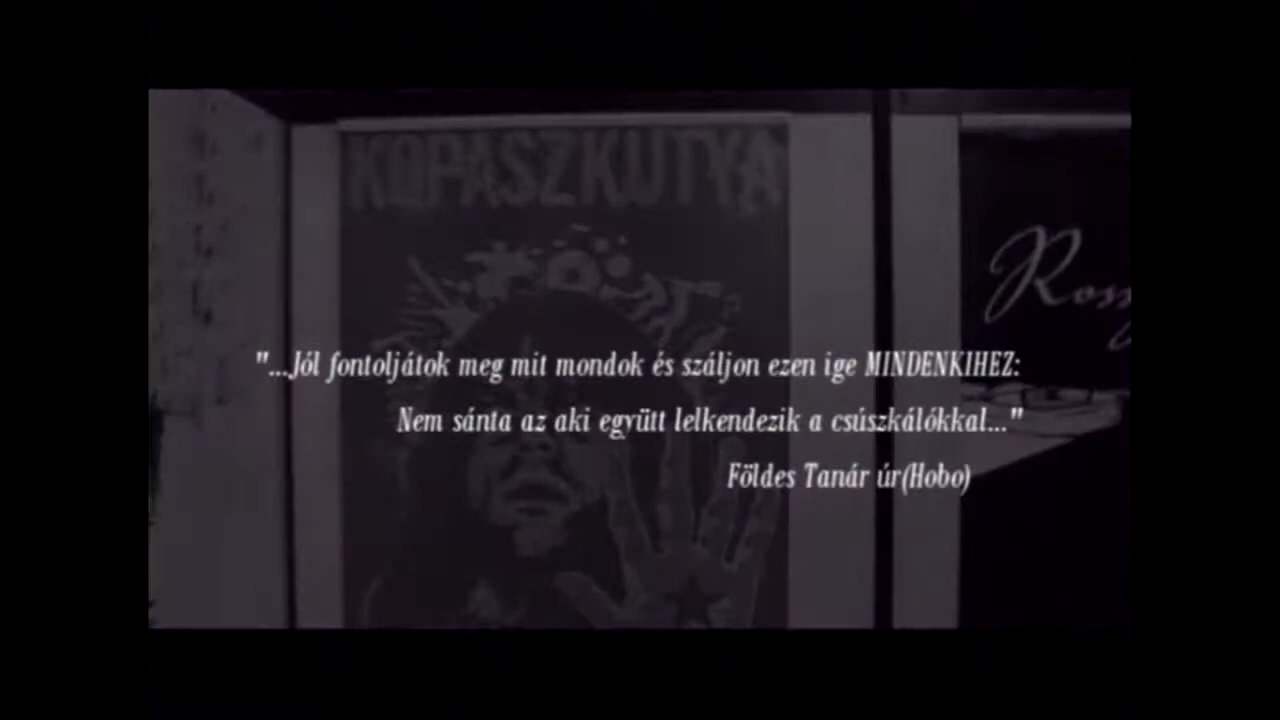 KOPASZKUTYA
"...Jól fontoljátok meg mit mondok és száljon ezen ige MINDENKIHEZ:
Nem sánta az aki együtt lelkendezik a csúszkálókkal..."
Földes Tanár úr(Hobo)